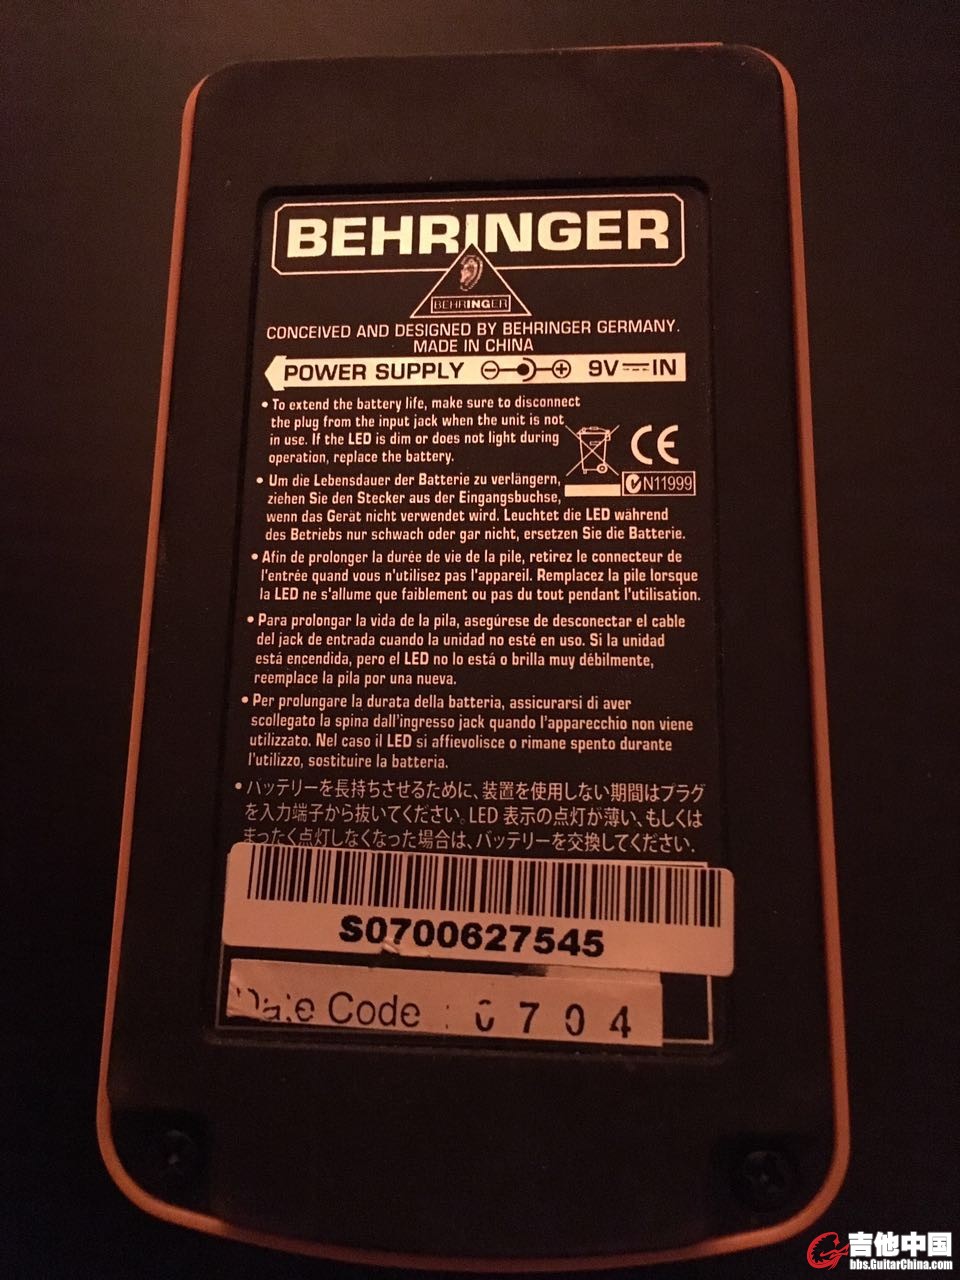 BEHRINGER
BEHRINGER
CONCEIVED AND DESIGNED BY BEHRINGER GERMANY.
MADE IN CHINA
POWER SUPPLY 9V IN
• To extend the battery life, make sure to disconnect
the plug from the input jack when the unit is not
in use. If the LED is dim or does not light during
operation, replace the battery.
CE
N11999
• Um die Lebensdauer der Batterie zu verlängern,
ziehen Sie den Stecker aus der Eingangsbuchse,
wenn das Gerät nicht verwendet wird. Leuchtet die LED während
des Betriebs nur schwach oder gar nicht, ersetzen Sie die Batterie.
• Afin de prolonger la durée de vie de la pile, retirez le connecteur de
l'entrée quand vous n'utilisez pas l'appareil. Remplacez la pile lorsque
la LED ne s'allume que faiblement ou pas du tout pendant l'utilisation.
• Para prolongar la vida de la pila, asegúrese de desconectar el cable
del jack de entrada cuando la unidad no esté en uso. Si la unidad
está encendida, pero el LED no lo está o brilla muy débilmente,
reemplace la pila por una nueva.
• Per prolungare la durata della batteria, assicurarsi di aver
scollegato la spina dall'ingresso jack quando l'apparecchio non viene
utilizzato. Nel caso il LED si affievolisce o rimane spento durante
l'utilizzo, sostituire la batteria.
• バッテリーを長持ちさせるために、装置を使用しない期間はプラグ
を入力端子から抜いてください。LED 表示の点灯が薄い、もしくは
まったく点灯しなくなった場合は、バッテリーを交換してください.
S0700627545
Date Code : 0704
吉他中国
bbs.GuitarChina.com